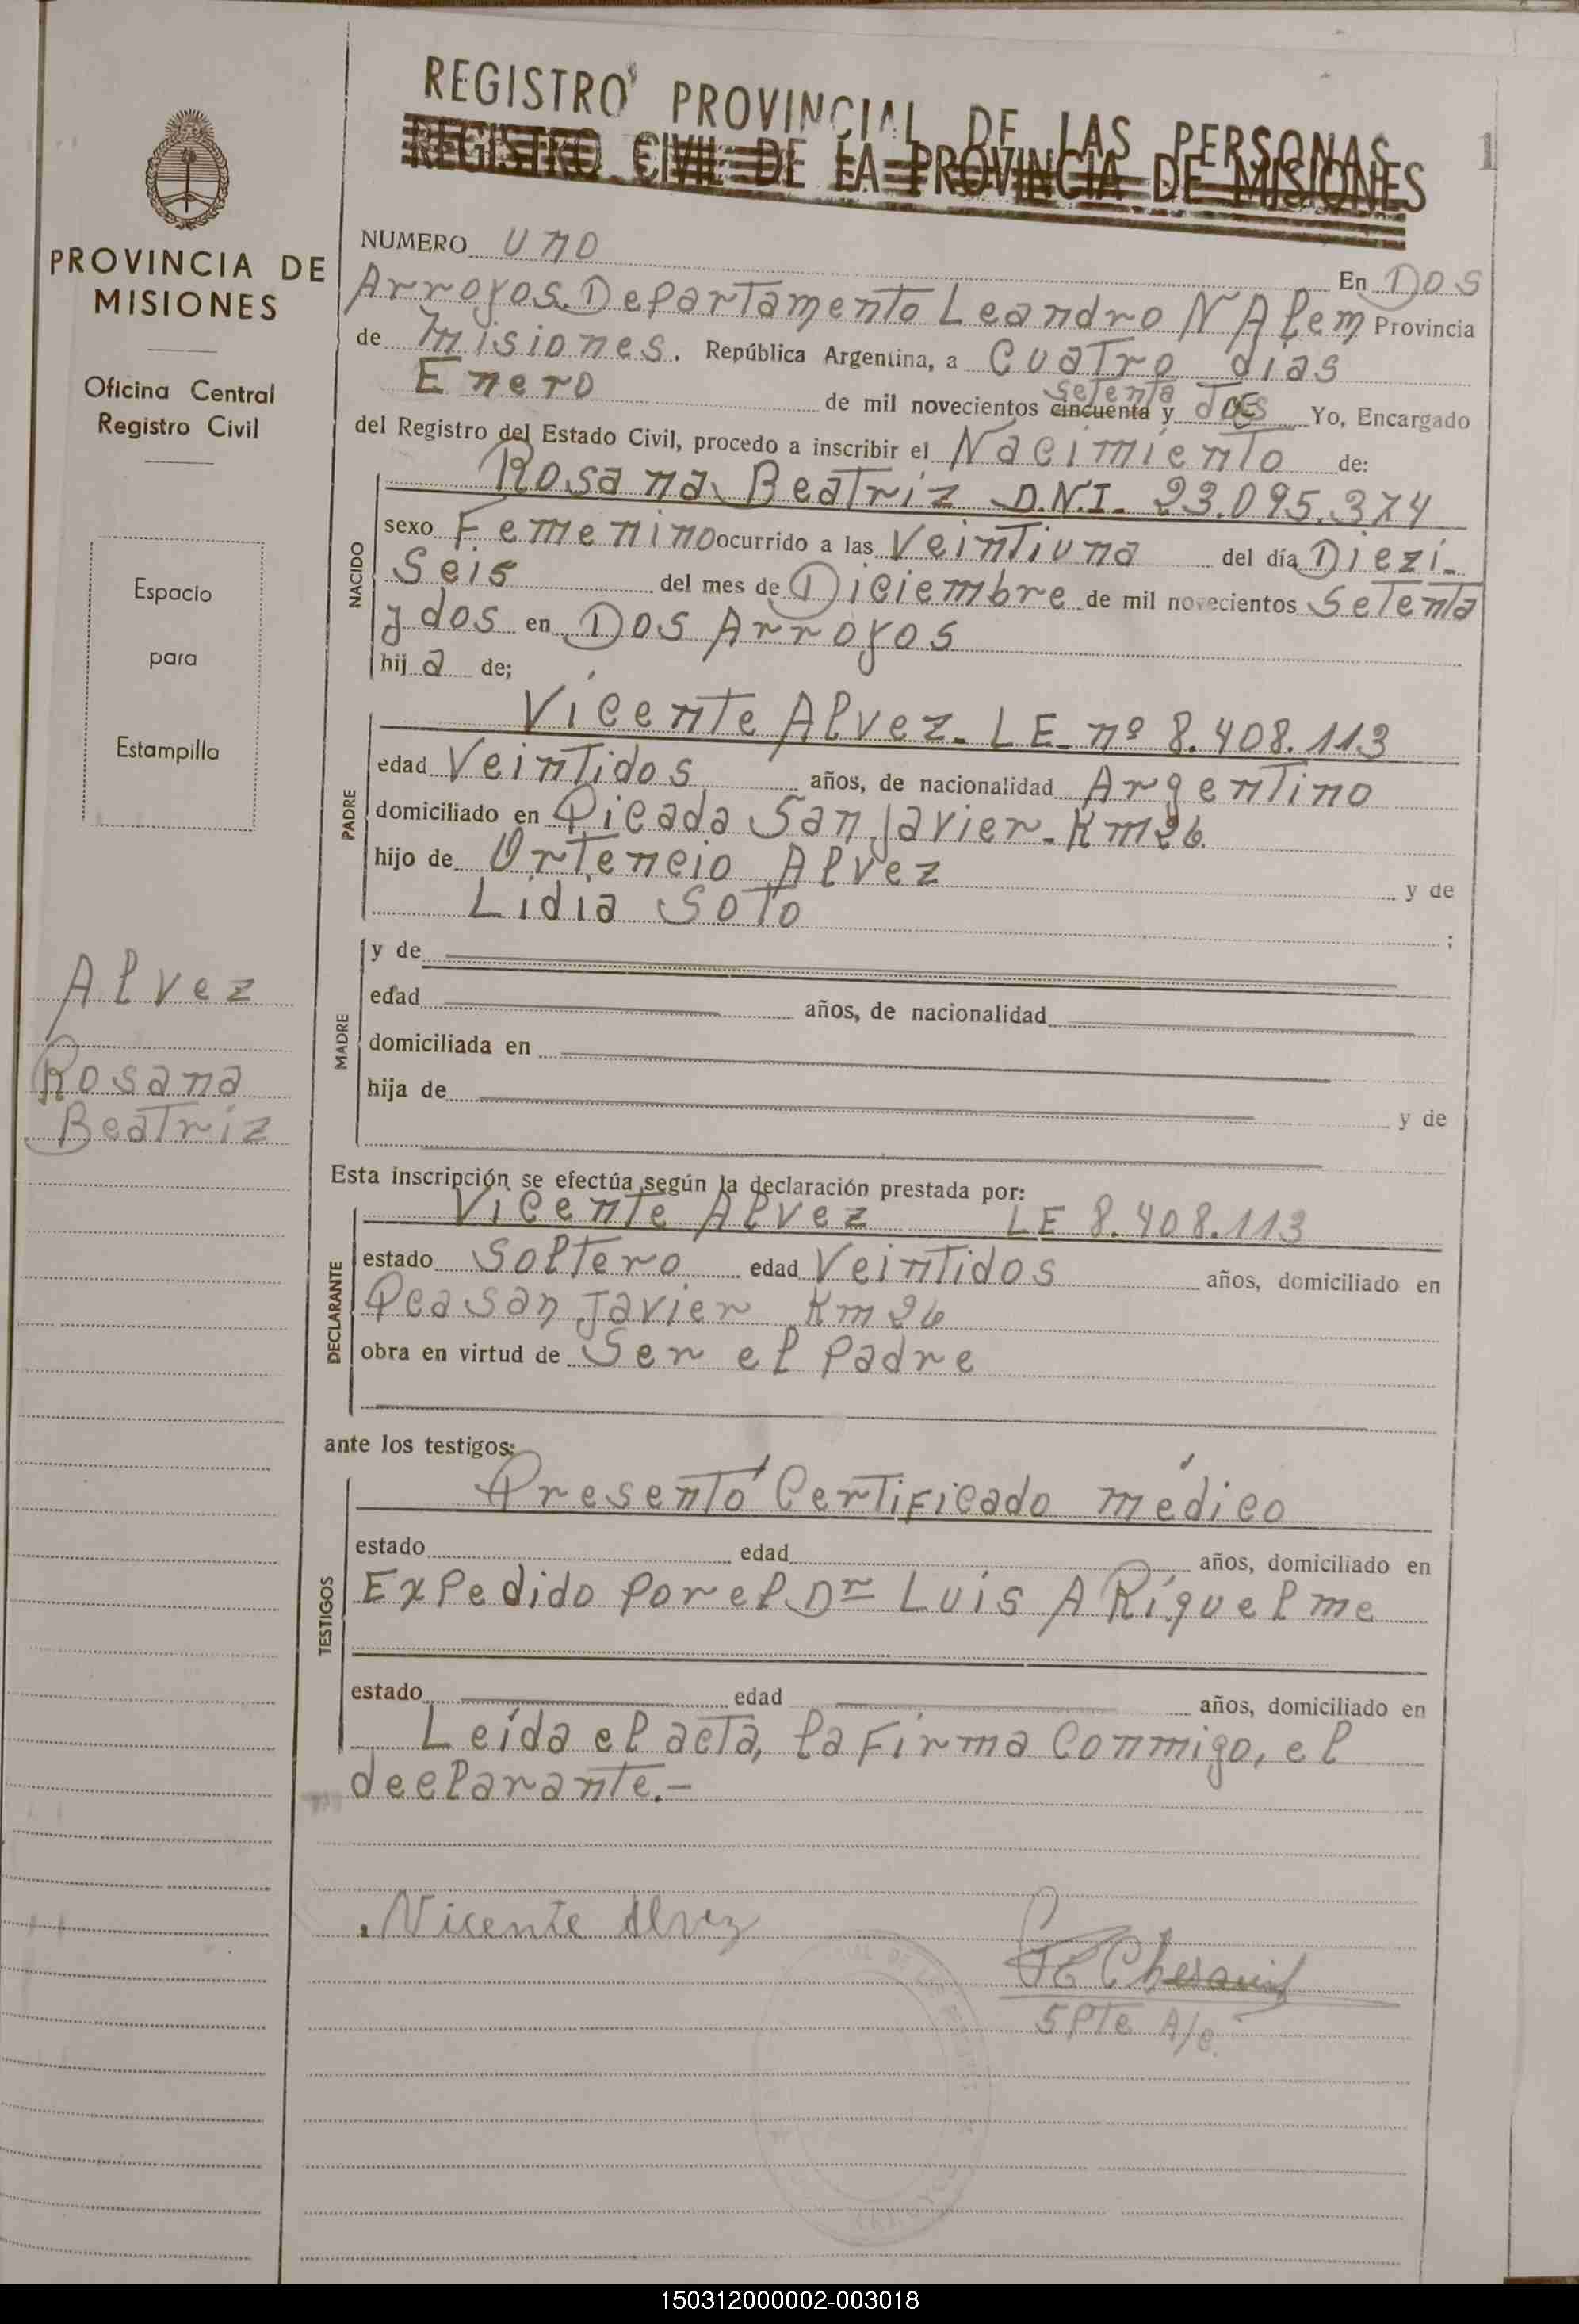 REGISTRO PROVINCIAL DE LAS PERSONAS
REGISTRO CIVIL DE LA PROVINCIA DE MISIONES
1
PROVINCIA DE
MISIONES
Oficina Central
Registro Civil
Espacio
para
Estampilla
Alvez
Rosana
Beatriz
NUMERO uno En Dos
Arroyos Departamento Leandro N Alem Provincia
de Misiones. República Argentina, a Cuatro dias
Enero de mil novecientos cincuenta setenta y dos Yo, Encargado
del Registro del Estado Civil, procedo a inscribir el Nacimiento de:
NACIDO
Rosana Beatriz D.N.I. 23.095.374
sexo Femenino ocurrido a las Veintiuna del día Diezi-
Seis del mes de Diciembre de mil novecientos Setenta
y dos en Dos Arroyos
hij a de;
PADRE
Vicente Alvez. LE. nº 8.408.113
edad Veintidos años, de nacionalidad Argentino
domiciliado en Picada San Javier. Km 26
hijo de Ortencio Alvez y de
Lidia Soto ;
MADRE
y de
edad años, de nacionalidad
domiciliada en
hija de y de
Esta inscripción se efectúa según la declaración prestada por:
DECLARANTE
Vicente Alvez LE 8.408.113
estado Soltero edad Veintidos años, domiciliado en
Pca San Javier Km 26
obra en virtud de Ser el Padre
ante los testigos:
TESTIGOS
Presentó Certificado médico
estado edad años, domiciliado en
Expedido por el Dr Luis A Ríquelme
estado edad años, domiciliado en
Leída el acta, la Firma Conmigo, el
declarante.-
Vicente Alvez
Spte A/c
150312000002-003018